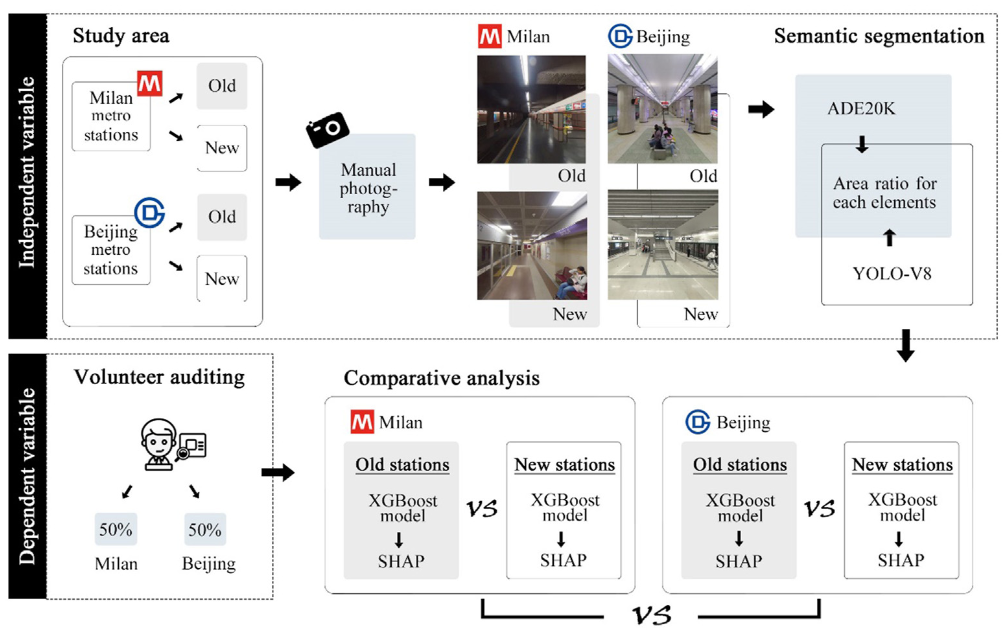 Independent variable
Study area
M
Milan
metro
stations
Old
New
Beijing
metro
stations
Old
New
Manual
photog-
raphy
M Milan
Old
New
Beijing
Old
New
Semantic segmentation
ADE20K
Area ratio for
each elements
YOLO-V8
Dependent variable
Volunteer auditing
50%
Milan
50%
Beijing
Comparative analysis
M Milan
Old stations
XGBoost
model
SHAP
VS
New stations
XGBoost
model
SHAP
Beijing
Old stations
XGBoost
model
SHAP
VS
New stations
XGBoost
model
SHAP
VS